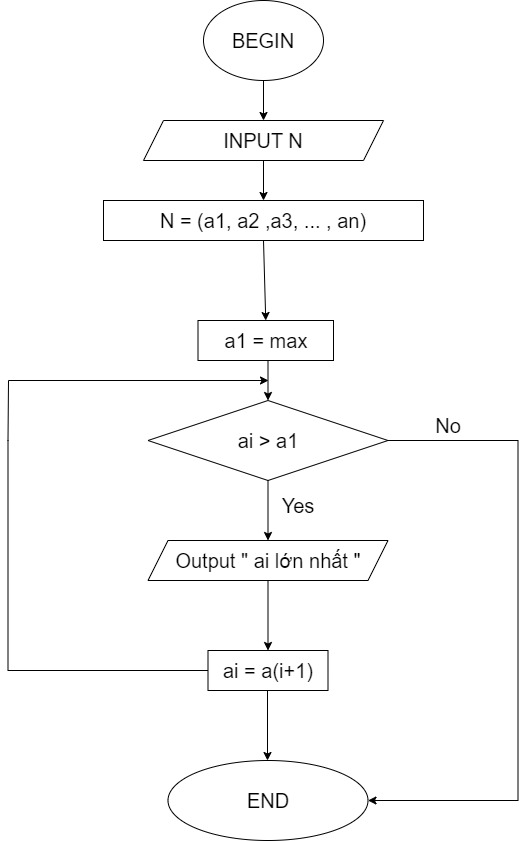 BEGIN
INPUT N
N = (a1, a2 ,a3, ... , an)
a1 = max
ai > a1
No
Yes
Output " ai lớn nhất "
ai = a(i+1)
END